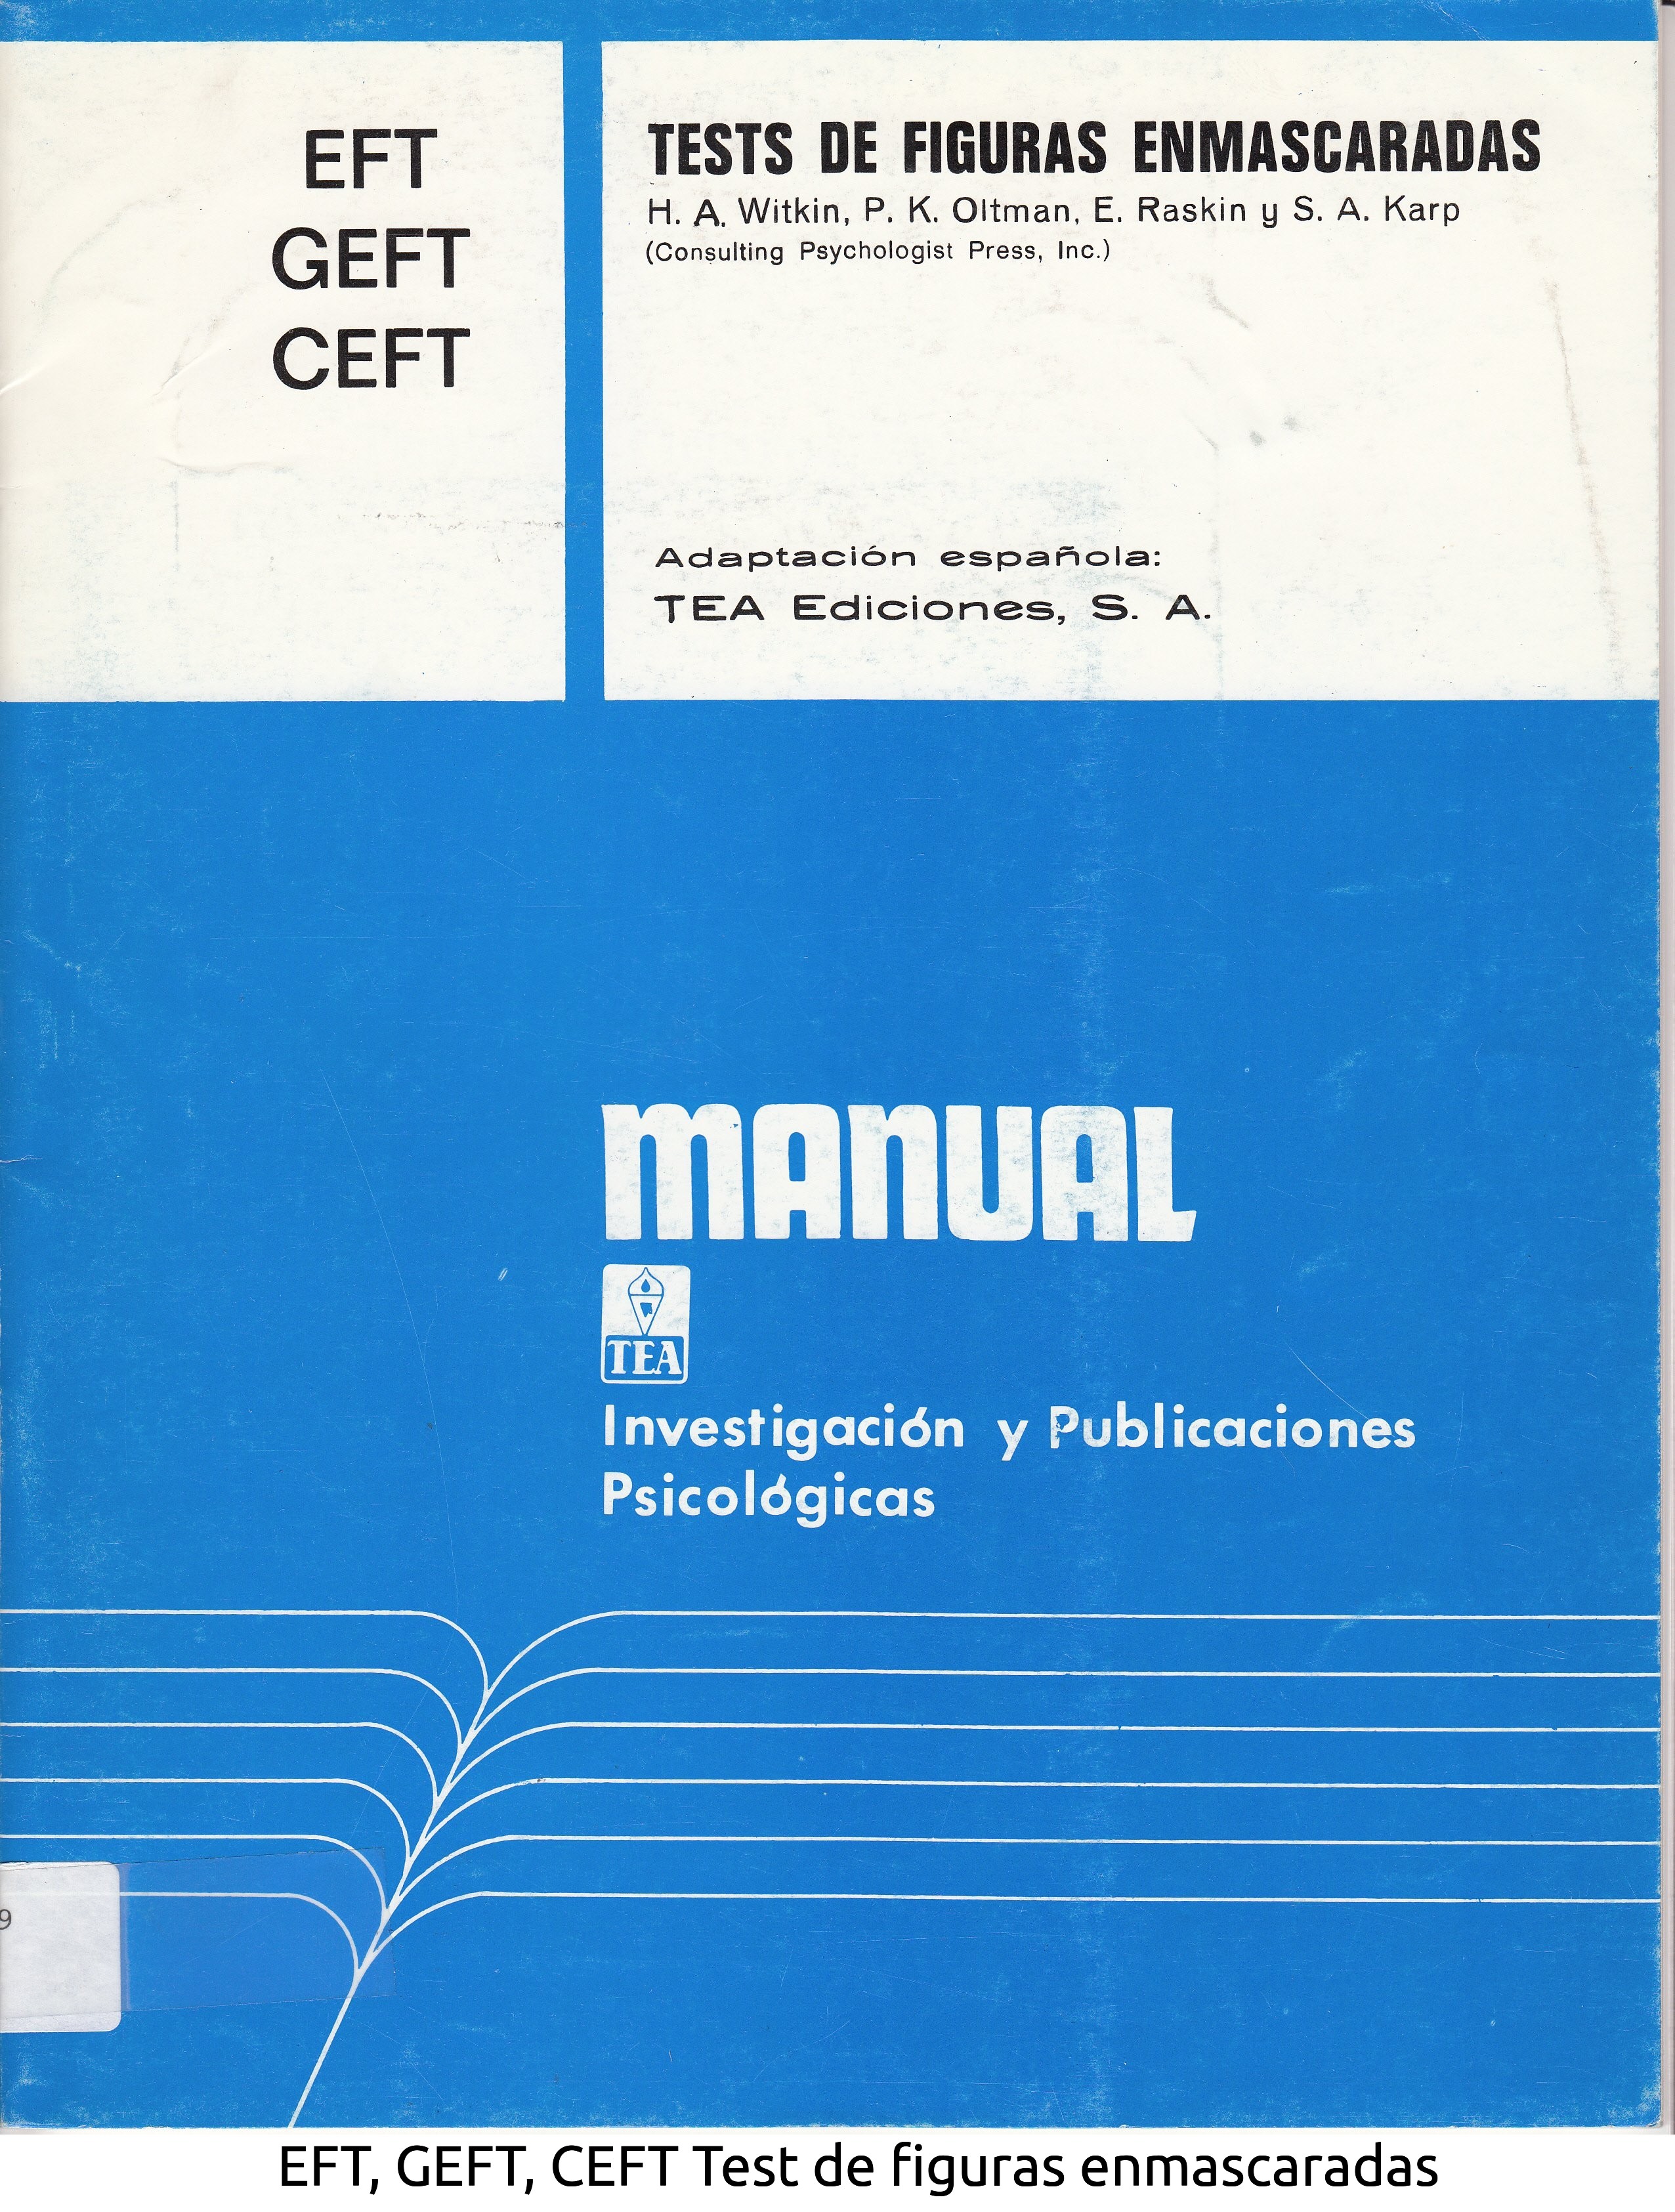 EFT
GEFT
CEFT
TESTS DE FIGURAS ENMASCARADAS
H. A. Witkin, P. K. Oltman, E. Raskin y S. A. Karp
(Consulting Psychologist Press, Inc.)
Adaptación española:
TEA Ediciones, S. A.
MANUAL
TEA
Investigación y Publicaciones
Psicológicas
9
EFT, GEFT, CEFT Test de figuras enmascaradas